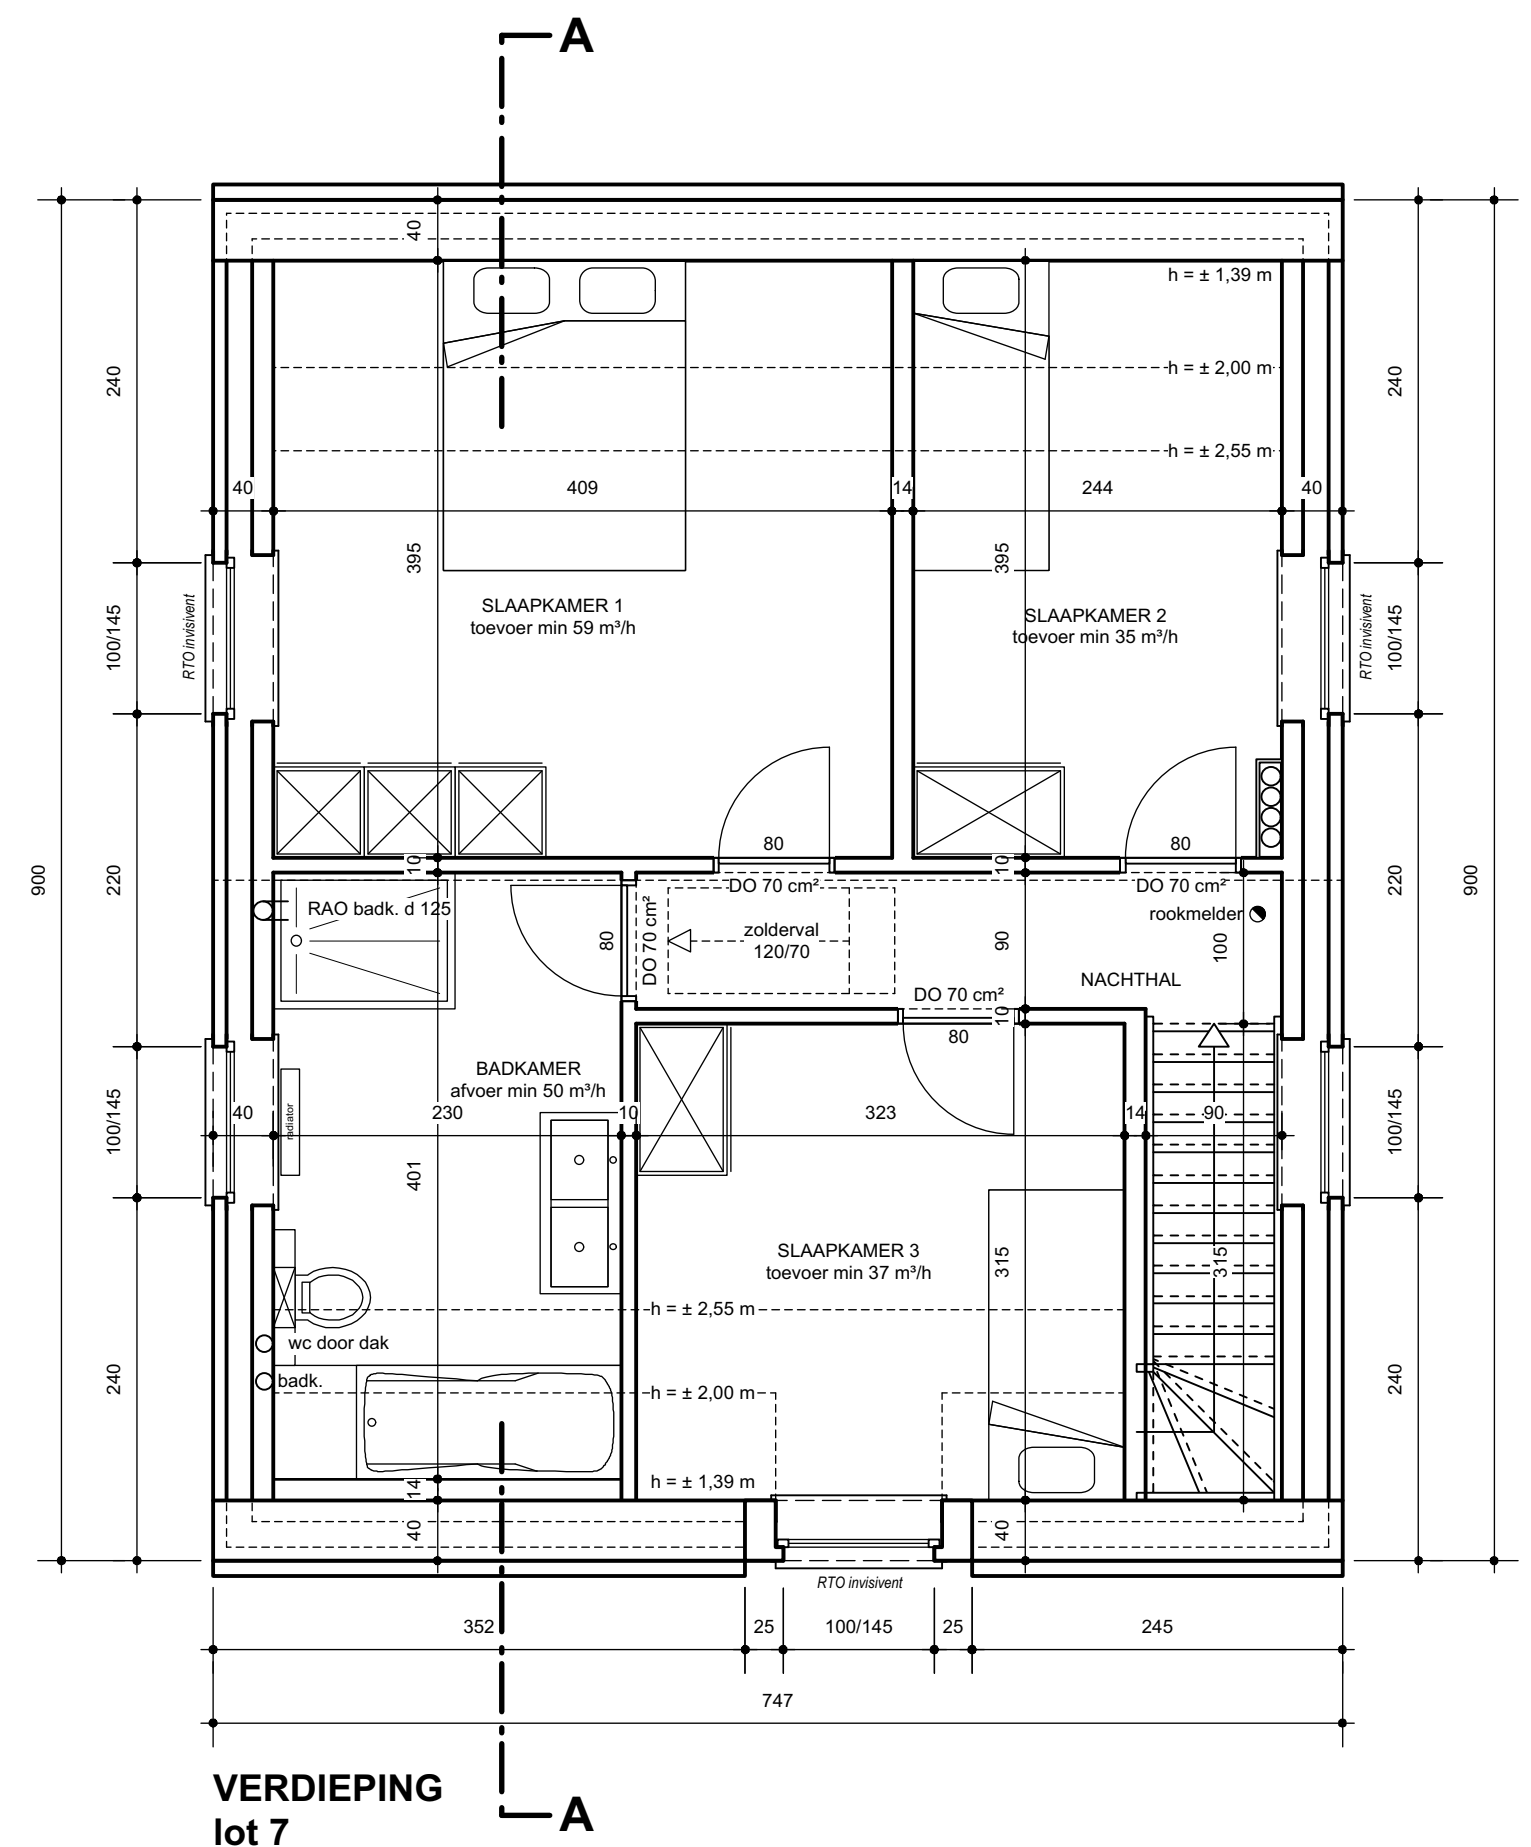 A
40
h = ± 1,39 m
240
240
h = ± 2,00 m
h = ± 2,55 m
40
409
14
244
40
395
395
100/145
RTO invisivent
SLAAPKAMER 1
toevoer min 59 m³/h
SLAAPKAMER 2
toevoer min 35 m³/h
RTO invisivent
100/145
80
80
900
220
10
10
220
900
DO 70 cm²
DO 70 cm²
RAO badk. d 125
80
DO 70 cm²
zolderval
120/70
90
rookmelder
100
NACHTHAL
DO 70 cm²
10
80
BADKAMER
afvoer min 50 m³/h
100/145
40
radiator
230
10
323
14
90
100/145
401
SLAAPKAMER 3
toevoer min 37 m³/h
315
315
h = ± 2,55 m
wc door dak
badk.
240
h = ± 2,00 m
240
h = ± 1,39 m
14
40
40
RTO invisivent
352
25
100/145
25
245
747
VERDIEPING
lot 7
A